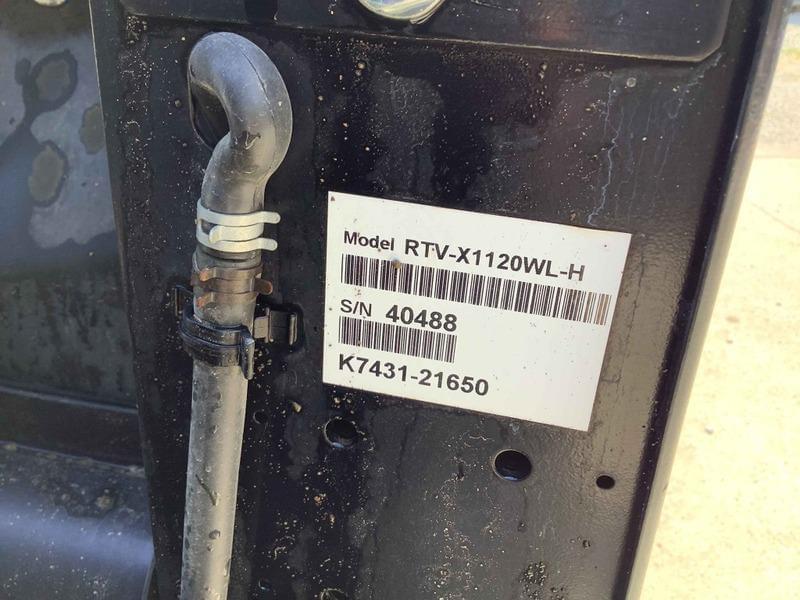 Model RTV-X1120WL-H
S/N 40488
K7431-21650